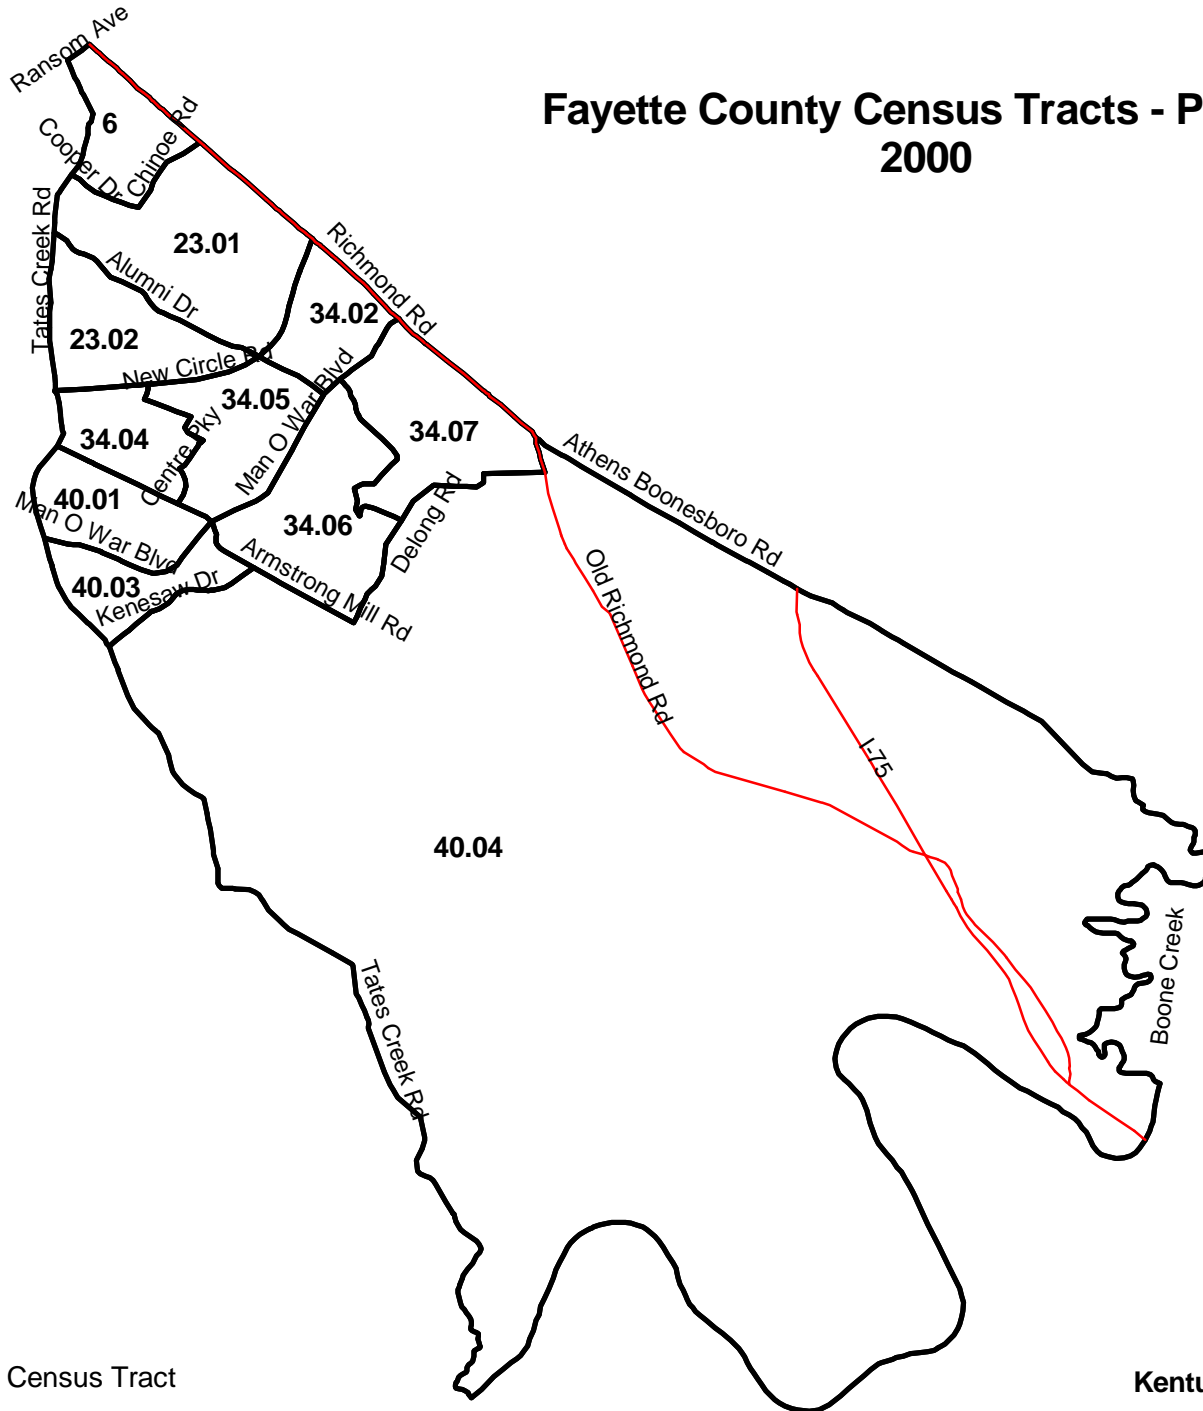 Fayette County Census Tracts - P
2000
Ransom Ave
6
Cooper Dr
Chinoe Rd
Tates Creek Rd
23.01
Richmond Rd
Alumni Dr
34.02
23.02
New Circle Rd
34.05
Man O War Blvd
34.04
Centre Pky
34.07
Athens Boonesboro Rd
40.01
Man O War Blvd
34.06
Delong Rd
Armstrong Mill Rd
40.03
Kenesaw Dr
Old Richmond Rd
I-75
40.04
Boone Creek
Tates Creek Rd
Census Tract
Kentu